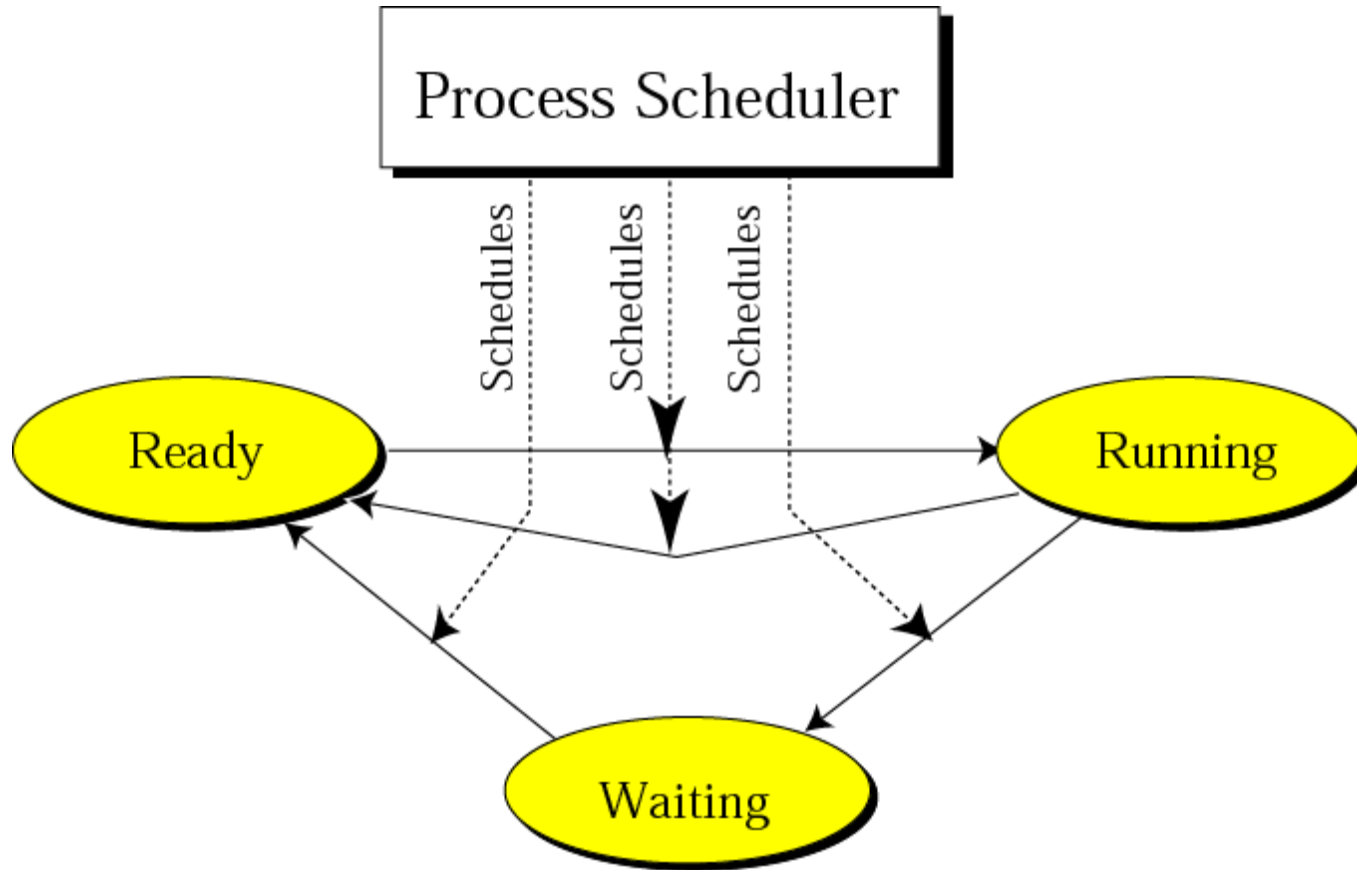 Process Scheduler
Schedules
Schedules
Schedules
Ready
Running
Waiting